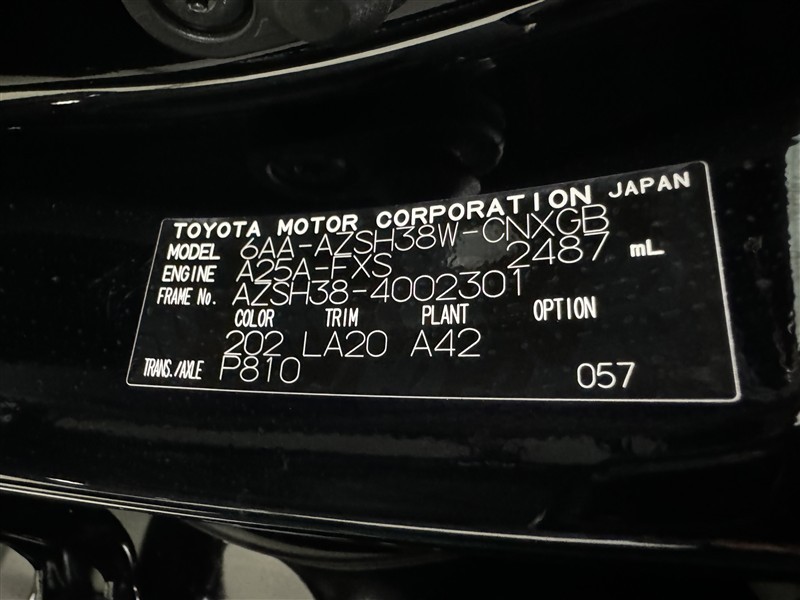 TOYOTA MOTOR CORPORATION JAPAN
MODEL 6AA-AZSH38W-CNXGB
ENGINE A25A-FXS 2487 mL
FRAME No. AZSH38-4002301
COLOR TRIM PLANT OPTION
202 LA20 A42
TRANS./AXLE P810 057